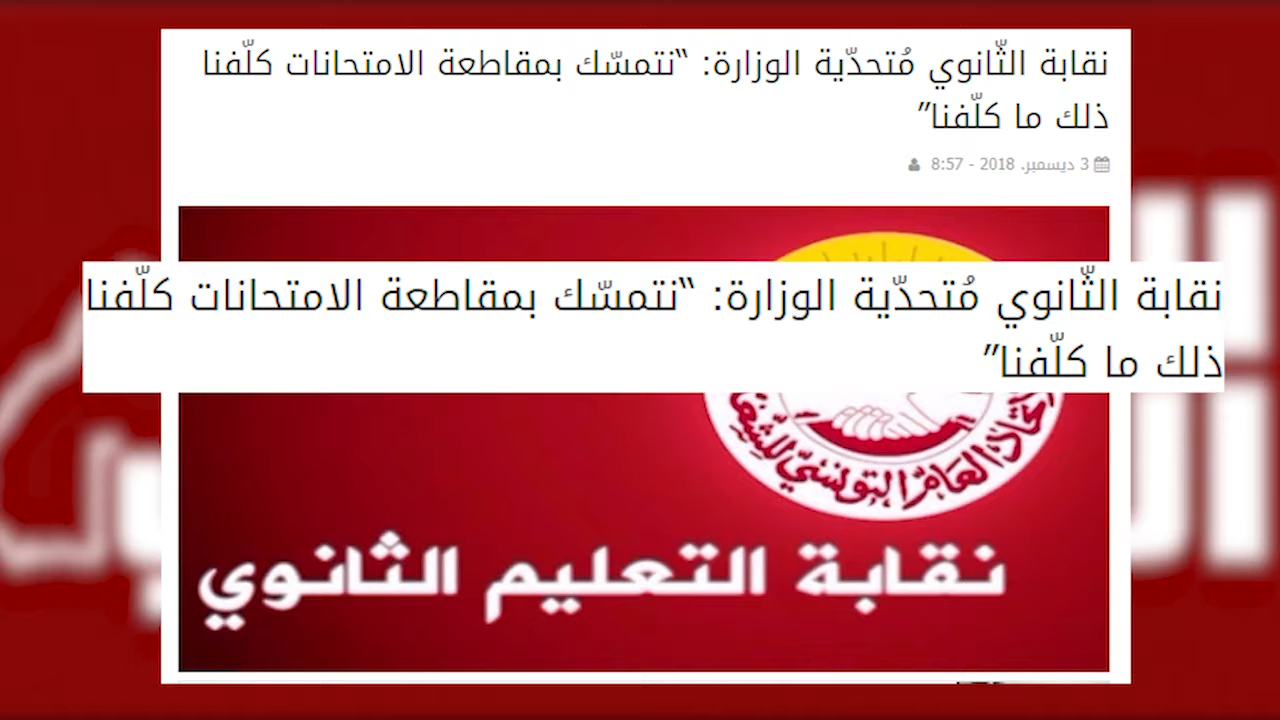 نقابة الثّانوي مُتحدّية الوزارة: “نتمسّك بمقاطعة الامتحانات كلّفنا
ذلك ما كلّفنا”
3 ديسمبر، 2018 - 8:57
نقابة الثّانوي مُتحدّية الوزارة: “نتمسّك بمقاطعة الامتحانات كلّفنا
ذلك ما كلّفنا”
العام التونسي للشغل
نقابة التعليم الثانوي